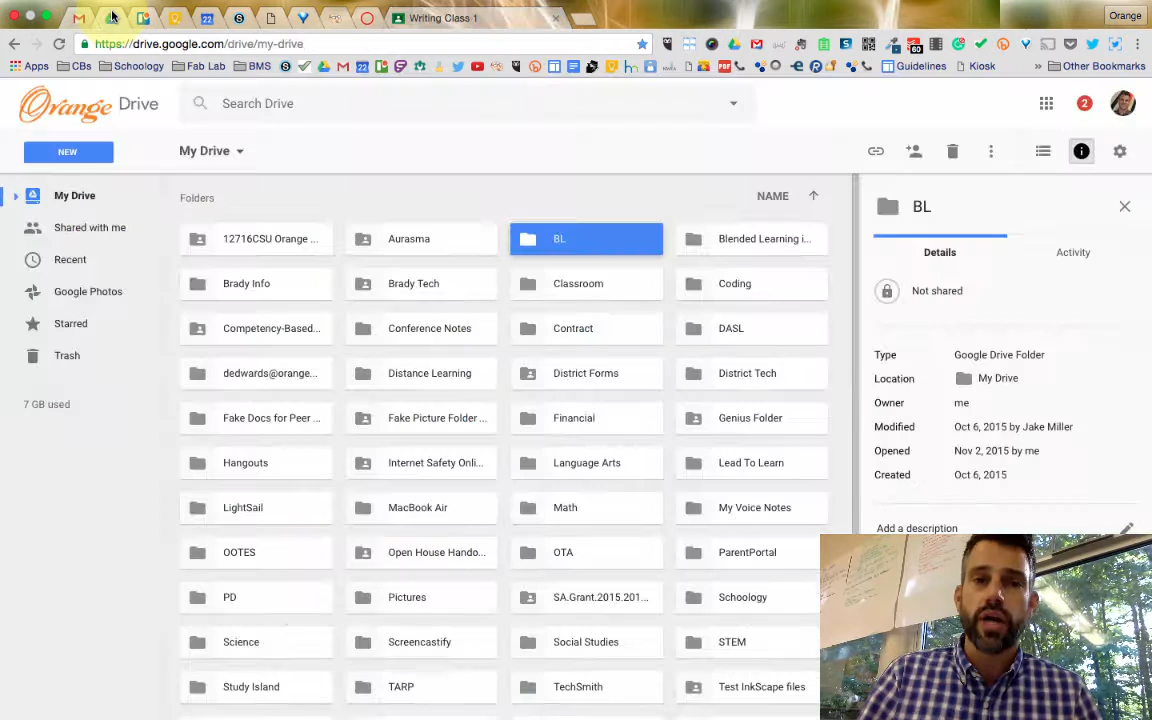 Writing Class 1
Orange
https://drive.google.com/drive/my-drive
Apps CBs Schoology Fab Lab BMS Guidelines Kiosk » Other Bookmarks
Orange Drive
Search Drive
2
NEW
My Drive
My Drive
Shared with me
Recent
Google Photos
Starred
Trash
7 GB used
Folders
NAME
12716CSU Orange ...
Aurasma
BL
Blended Learning i...
Brady Info
Brady Tech
Classroom
Coding
Competency-Based...
Conference Notes
Contract
DASL
dedwards@orange...
Distance Learning
District Forms
District Tech
Fake Docs for Peer ...
Fake Picture Folder ...
Financial
Genius Folder
Hangouts
Internet Safety Onli...
Language Arts
Lead To Learn
LightSail
MacBook Air
Math
My Voice Notes
OOTES
Open House Hando...
OTA
ParentPortal
PD
Pictures
SA.Grant.2015.201...
Schoology
Science
Screencastify
Social Studies
STEM
Study Island
TARP
TechSmith
Test InkScape files
BL
Details
Activity
Not shared
Type Google Drive Folder
Location My Drive
Owner me
Modified Oct 6, 2015 by Jake Miller
Opened Nov 2, 2015 by me
Created Oct 6, 2015
Add a description